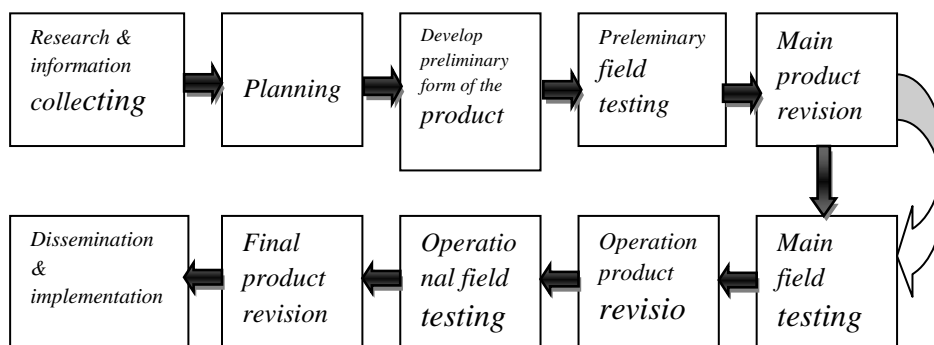 Research &
information
collecting
Planning
Develop
preliminary
form of the
product
Preleminary
field
testing
Main
product
revision
Dissemination
&
implementation
Final
product
revision
Operatio
nal field
testing
Operation
product
revisio
Main
field
testing